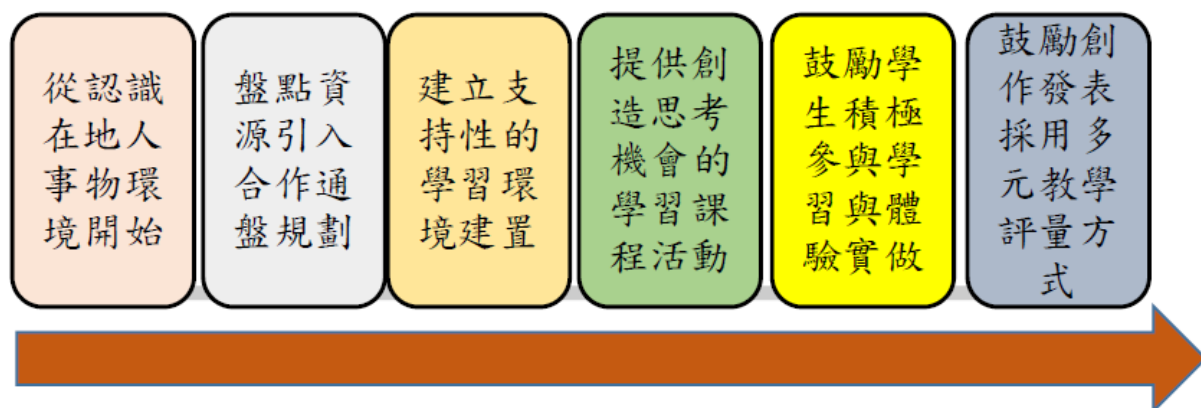 從認識
在地人
事物環
境開始
盤點資
源引入
合作通
盤規劃
建立支
持性的
學習環
境建置
提供創
造思考
機會的
學習課
程活動
鼓勵學
生積極
參與學
習與體
驗實做
鼓勵創
作發表
採用多
元教學
評量方
式